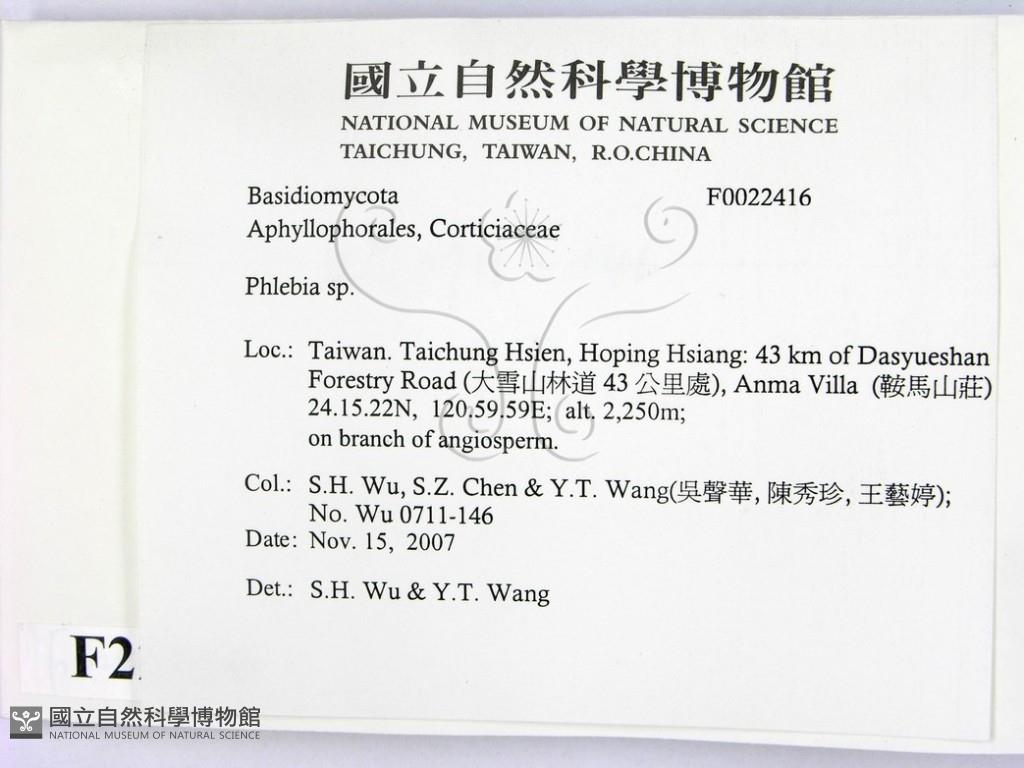 國立自然科學博物館
NATIONAL MUSEUM OF NATURAL SCIENCE
TAICHUNG, TAIWAN, R.O.CHINA
Basidiomycota F0022416
Aphyllophorales, Corticiaceae
Phlebia sp.
Loc.: Taiwan. Taichung Hsien, Hoping Hsiang: 43 km of Dasyueshan
Forestry Road (大雪山林道 43 公里處), Anma Villa (鞍馬山莊)
24.15.22N, 120.59.59E; alt. 2,250m;
on branch of angiosperm.
Col.: S.H. Wu, S.Z. Chen & Y.T. Wang(吳聲華, 陳秀珍, 王藝婷);
No. Wu 0711-146
Date: Nov. 15, 2007
Det.: S.H. Wu & Y.T. Wang
F2
國立自然科學博物館
NATIONAL MUSEUM OF NATURAL SCIENCE